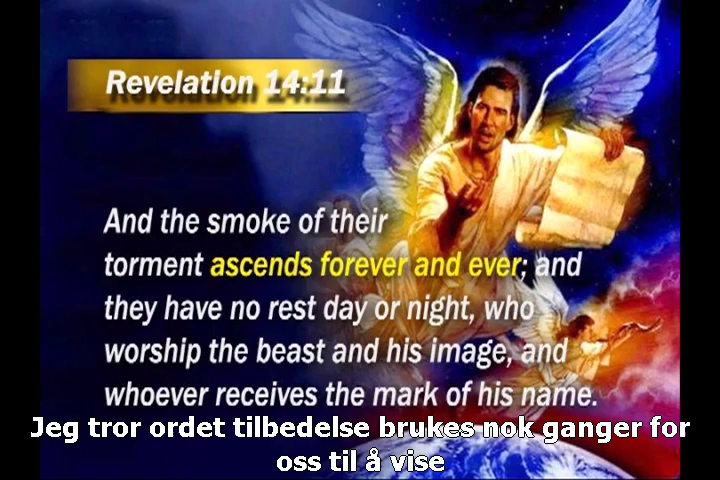 Revelation 14:11
And the smoke of their
torment ascends forever and ever; and
they have no rest day or night, who
worship the beast and his image, and
whoever receives the mark of his name.
Jeg tror ordet tilbedelse brukes nok ganger for
oss til å vise